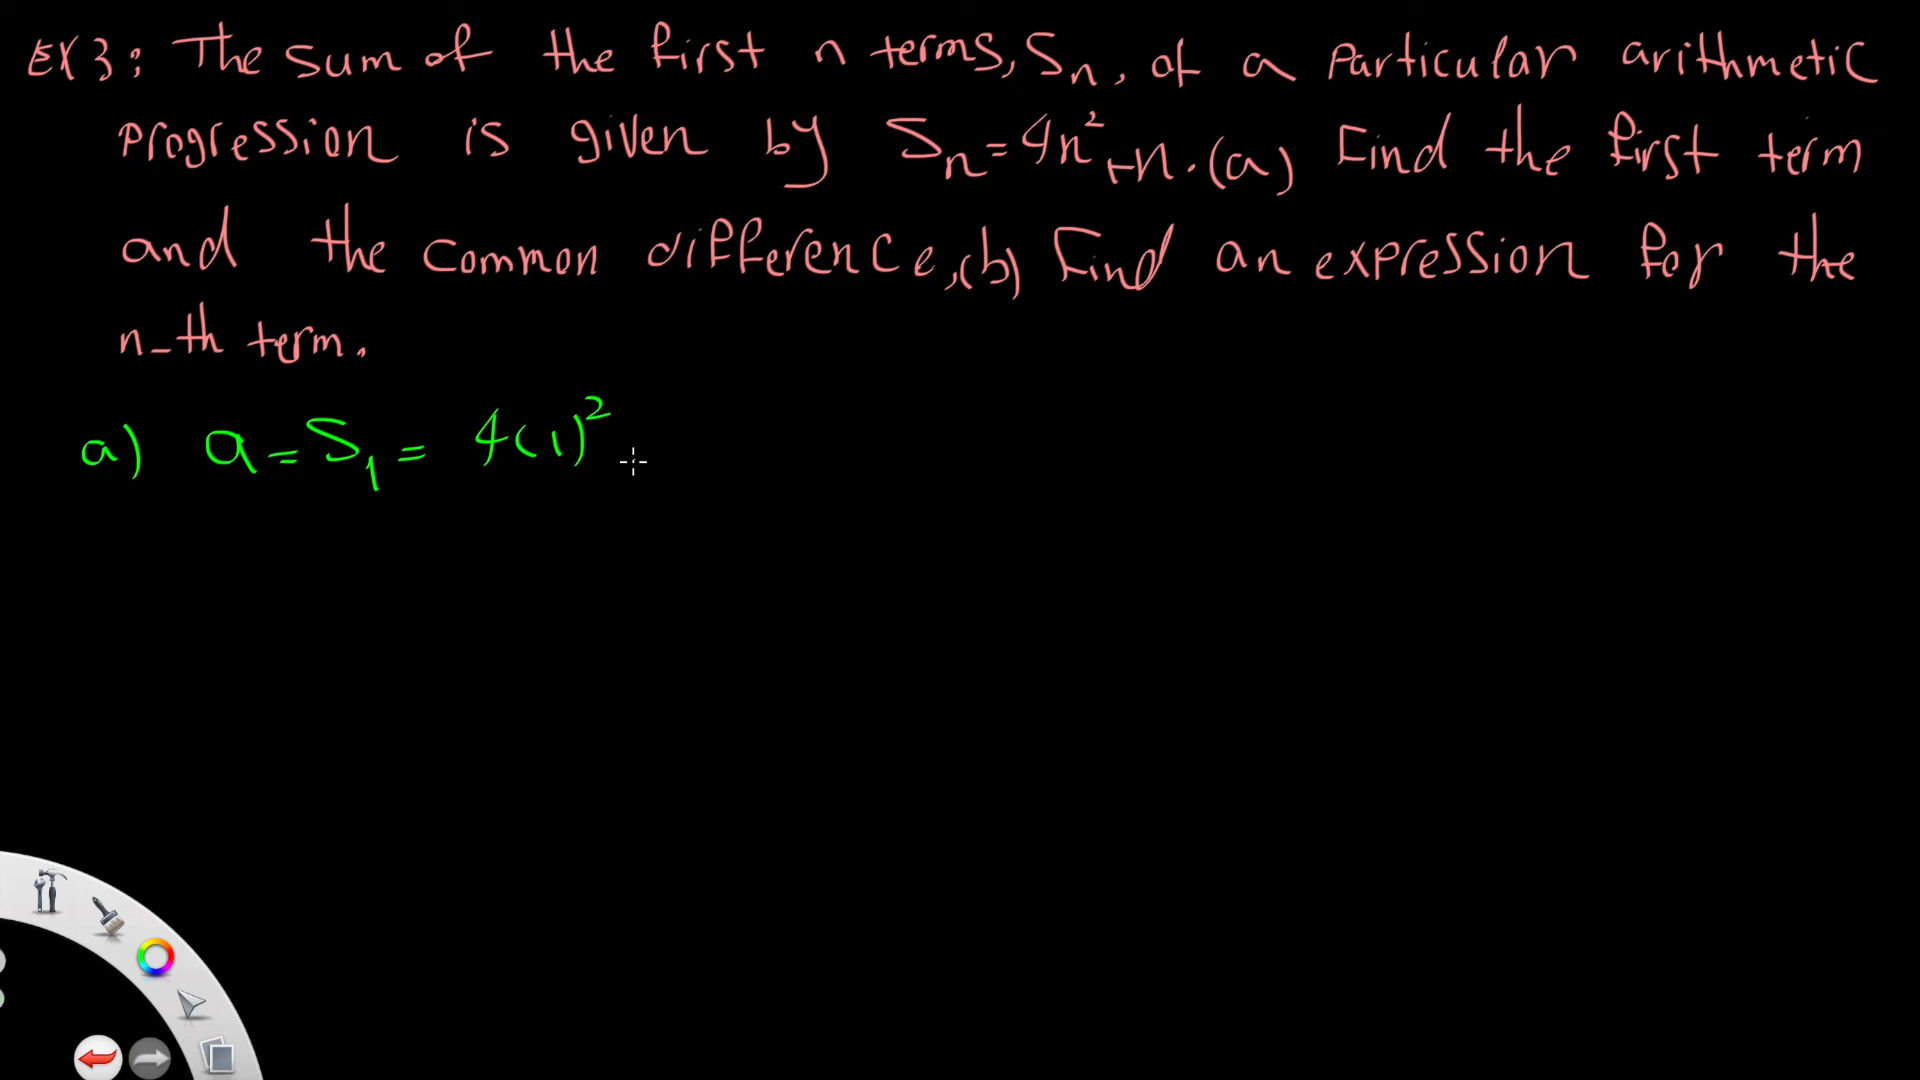 EX 3: The sum of the first n terms, Sₙ, of a particular arithmetic
progression is given by Sₙ=4n²+n. (a) Find the first term
and the common difference, (b) Find an expression for the
n-th term.
a) a = S₁ = 4(1)²